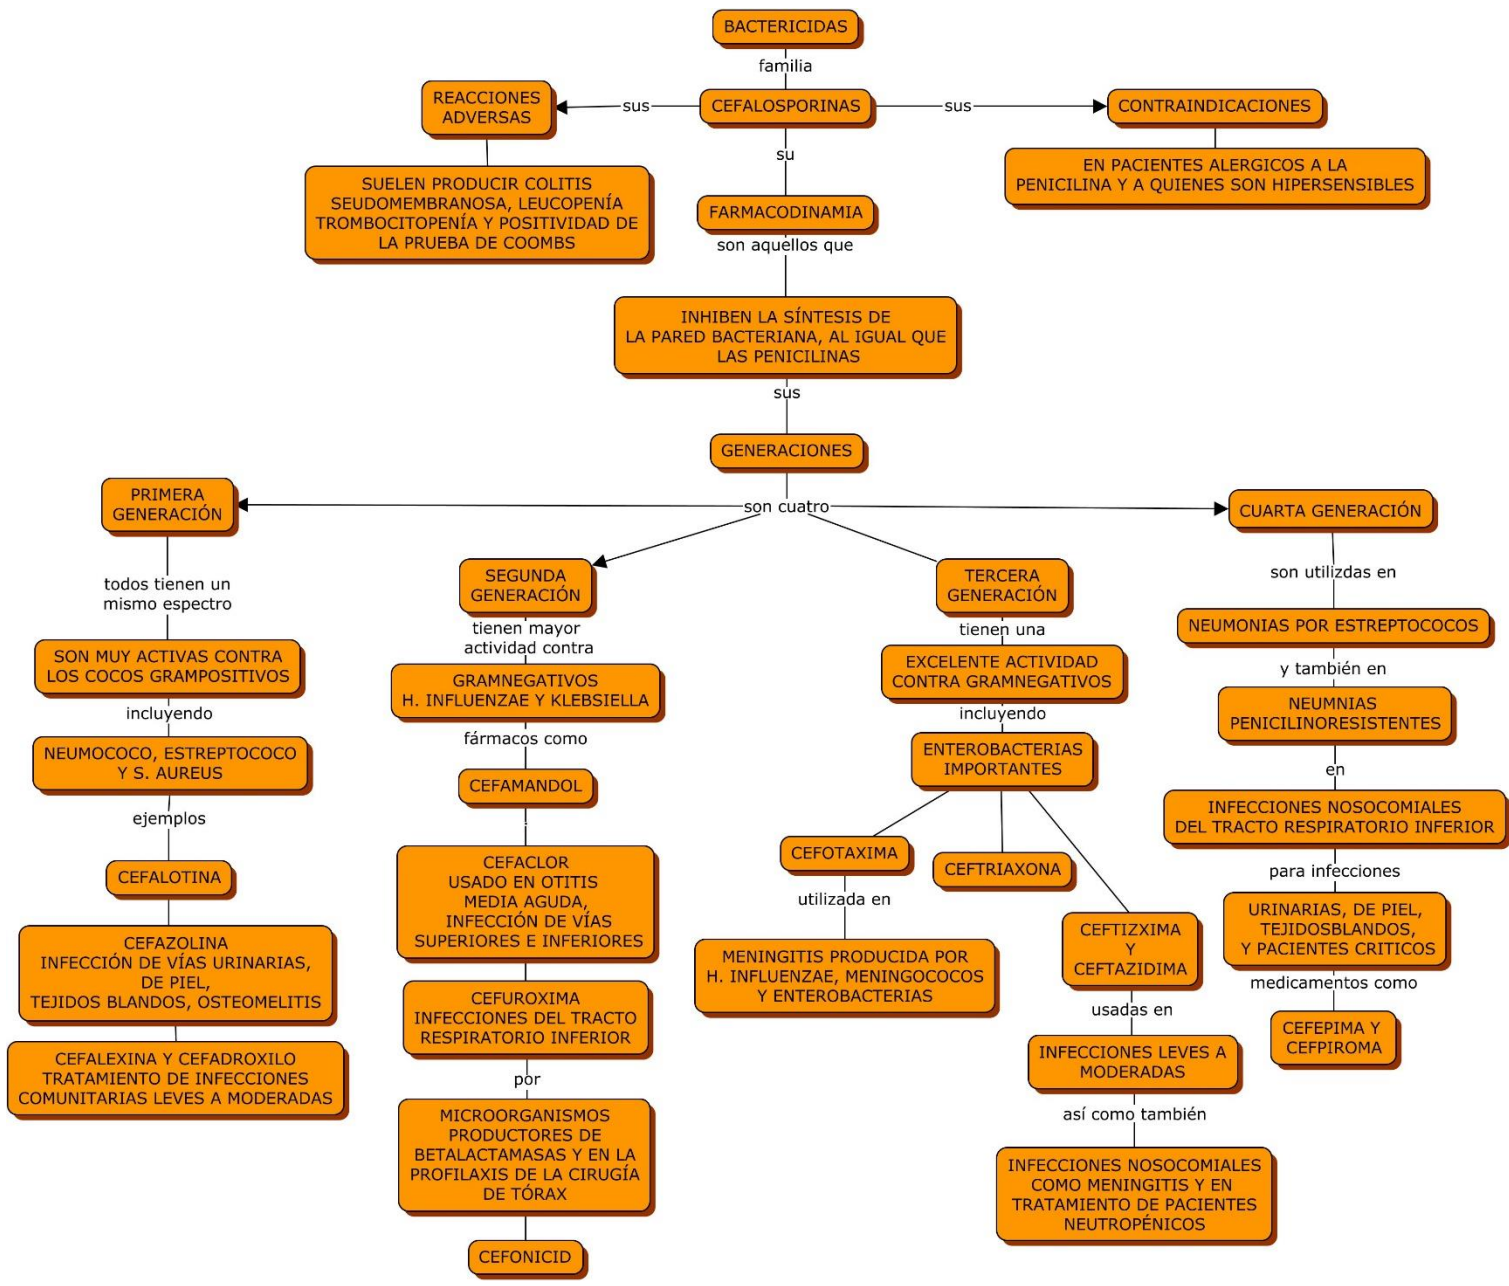 BACTERICIDAS
familia
REACCIONES
ADVERSAS
sus
CEFALOSPORINAS
sus
CONTRAINDICACIONES
SUELEN PRODUCIR COLITIS
SEUDOMEMBRANOSA, LEUCOPENÍA
TROMBOCITOPENÍA Y POSITIVIDAD DE
LA PRUEBA DE COOMBS
su
EN PACIENTES ALERGICOS A LA
PENICILINA Y A QUIENES SON HIPERSENSIBLES
FARMACODINAMIA
son aquellos que
INHIBEN LA SÍNTESIS DE
LA PARED BACTERIANA, AL IGUAL QUE
LAS PENICILINAS
sus
GENERACIONES
son cuatro
PRIMERA
GENERACIÓN
todos tienen un
mismo espectro
SON MUY ACTIVAS CONTRA
LOS COCOS GRAMPOSITIVOS
incluyendo
NEUMOCOCO, ESTREPTOCOCO
Y S. AUREUS
ejemplos
CEFALOTINA
CEFAZOLINA
INFECCIÓN DE VÍAS URINARIAS,
DE PIEL,
TEJIDOS BLANDOS, OSTEOMELITIS
CEFALEXINA Y CEFADROXILO
TRATAMIENTO DE INFECCIONES
COMUNITARIAS LEVES A MODERADAS
SEGUNDA
GENERACIÓN
tienen mayor
actividad contra
GRAMNEGATIVOS
H. INFLUENZAE Y KLEBSIELLA
fármacos como
CEFAMANDOL
CEFACLOR
USADO EN OTITIS
MEDIA AGUDA,
INFECCIÓN DE VÍAS
SUPERIORES E INFERIORES
CEFUROXIMA
INFECCIONES DEL TRACTO
RESPIRATORIO INFERIOR
por
MICROORGANISMOS
PRODUCTORES DE
BETALACTAMASAS Y EN LA
PROFILAXIS DE LA CIRUGÍA
DE TÓRAX
CEFONICID
TERCERA
GENERACIÓN
tienen una
EXCELENTE ACTIVIDAD
CONTRA GRAMNEGATIVOS
incluyendo
ENTEROBACTERIAS
IMPORTANTES
CEFOTAXIMA
utilizada en
MENINGITIS PRODUCIDA POR
H. INFLUENZAE, MENINGOCOCOS
Y ENTEROBACTERIAS
CEFTRIAXONA
CEFTIZXIMA
Y
CEFTAZIDIMA
usadas en
INFECCIONES LEVES A
MODERADAS
así como también
INFECCIONES NOSOCOMIALES
COMO MENINGITIS Y EN
TRATAMIENTO DE PACIENTES
NEUTROPÉNICOS
CUARTA GENERACIÓN
son utilizdas en
NEUMONIAS POR ESTREPTOCOCOS
y también en
NEUMNIAS
PENICILINORESISTENTES
en
INFECCIONES NOSOCOMIALES
DEL TRACTO RESPIRATORIO INFERIOR
para infecciones
URINARIAS, DE PIEL,
TEJIDOSBLANDOS,
Y PACIENTES CRITICOS
medicamentos como
CEFEPIMA Y
CEFPIROMA